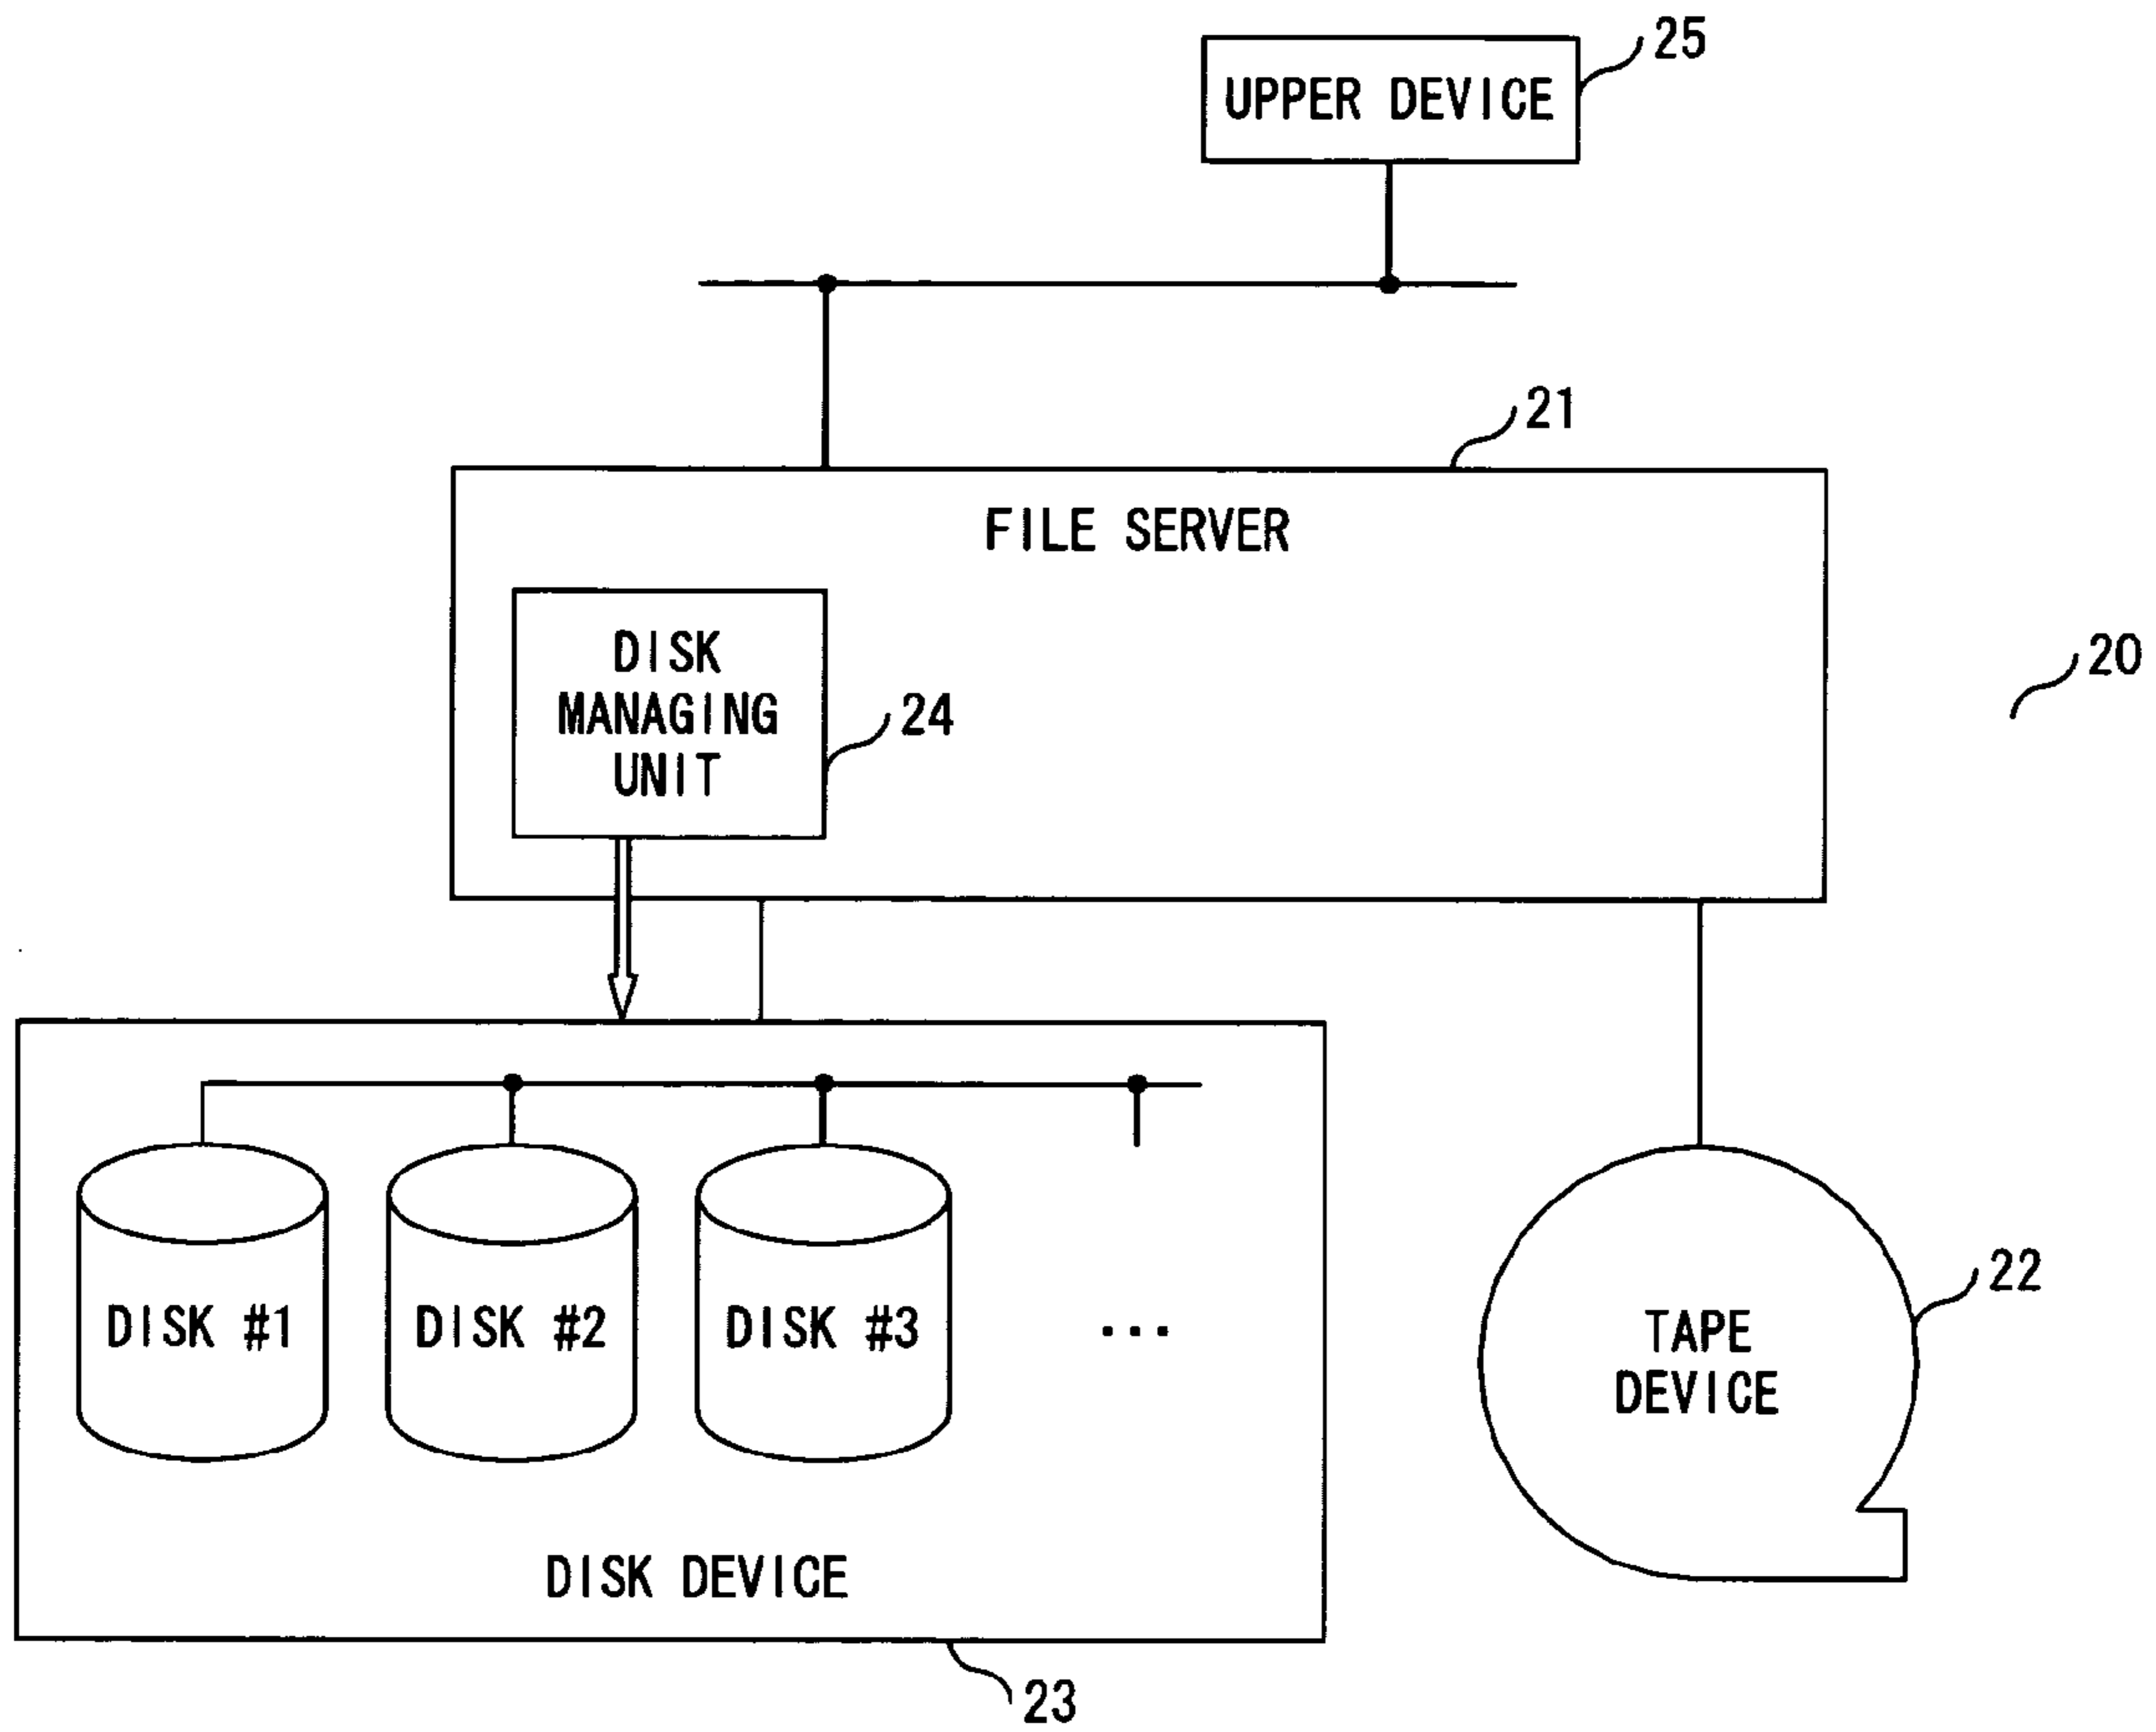 25
UPPER DEVICE
21
FILE SERVER
20
DISK
MANAGING
UNIT
24
DISK #1
DISK #2
DISK #3
...
22
TAPE
DEVICE
DISK DEVICE
23